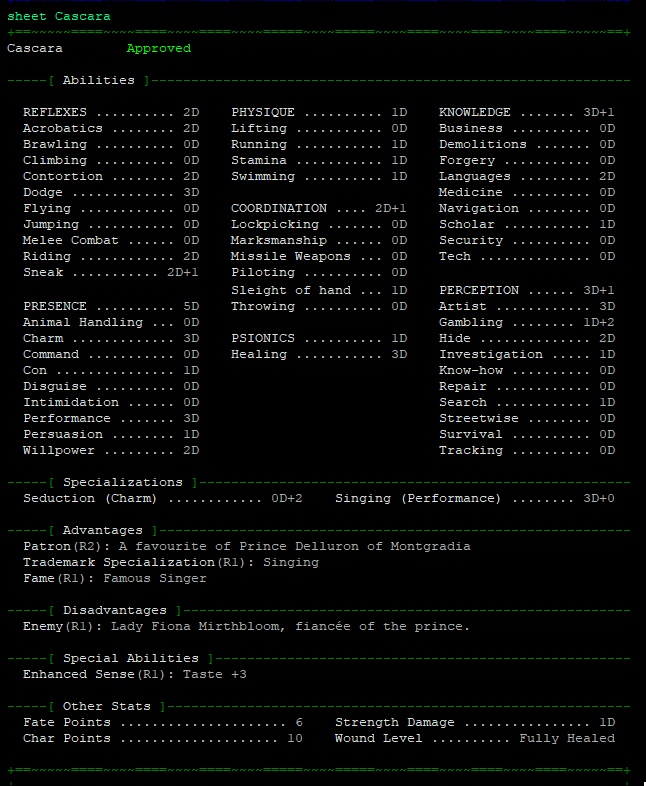 sheet Cascara
+==~~~~~====~~~~====~~~~~====~~~~~=====~~~~====~~~~~====~~~~~====~~~~====~~~~~==+
Cascara Approved
-----[ Abilities ]------------------------------------------------------------
REFLEXES .......... 2D PHYSIQUE .......... 1D KNOWLEDGE ....... 3D+1
Acrobatics ........ 2D Lifting ........... 0D Business .......... 0D
Brawling .......... 0D Running ........... 1D Demolitions ....... 0D
Climbing .......... 0D Stamina ........... 1D Forgery ........... 0D
Contortion ........ 2D Swimming .......... 1D Languages ......... 2D
Dodge ............. 3D Medicine .......... 0D
Flying ............ 0D COORDINATION .... 2D+1 Navigation ........ 0D
Jumping ........... 0D Lockpicking ....... 0D Scholar ........... 1D
Melee Combat ...... 0D Marksmanship ...... 0D Security .......... 0D
Riding ............ 2D Missile Weapons ... 0D Tech .............. 0D
Sneak ........... 2D+1 Piloting .......... 0D
Sleight of hand ... 1D PERCEPTION ...... 3D+1
PRESENCE .......... 5D Throwing .......... 0D Artist ............ 3D
Animal Handling ... 0D Gambling ........ 1D+2
Charm ............. 3D PSIONICS .......... 1D Hide .............. 2D
Command ........... 0D Healing ........... 3D Investigation ..... 1D
Con ............... 1D Know-how .......... 0D
Disguise .......... 0D Repair ............ 0D
Intimidation ...... 0D Search ............ 1D
Performance ....... 3D Streetwise ........ 0D
Persuasion ........ 1D Survival .......... 0D
Willpower ......... 2D Tracking .......... 0D
-----[ Specializations ]------------------------------------------------------
Seduction (Charm) ............ 0D+2 Singing (Performance) ........ 3D+0
-----[ Advantages ]-----------------------------------------------------------
Patron(R2): A favourite of Prince Delluron of Montgradia
Trademark Specialization(R1): Singing
Fame(R1): Famous Singer
-----[ Disadvantages ]--------------------------------------------------------
Enemy(R1): Lady Fiona Mirthbloom, fiancée of the prince.
-----[ Special Abilities ]----------------------------------------------------
Enhanced Sense(R1): Taste +3
-----[ Other Stats ]----------------------------------------------------------
Fate Points ..................... 6 Strength Damage ................ 1D
Char Points .................... 10 Wound Level .......... Fully Healed
+==~~~~~====~~~~====~~~~~====~~~~~=====~~~~====~~~~~====~~~~~====~~~~====~~~~~==+